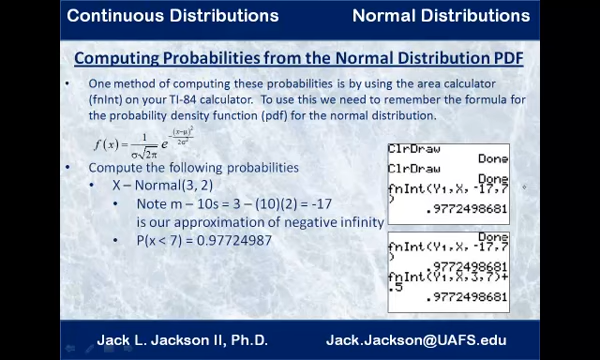 Continuous Distributions Normal Distributions
Computing Probabilities from the Normal Distribution PDF
• One method of computing these probabilities is by using the area calculator
(fnInt) on your TI-84 calculator. To use this we need to remember the formula for
the probability density function (pdf) for the normal distribution.
f(x) = 1/(σ√2π) e^(-(x-μ)²/2σ²)
• Compute the following probabilities
• X – Normal(3, 2)
• Note m – 10s = 3 – (10)(2) = -17
is our approximation of negative infinity
• P(x < 7) = 0.97724987
ClrDraw
Done
ClrDraw
Done
fnInt(Y₁,X,-17,7
)
.9772498681
Done
fnInt(Y₁,X,-17,7
)
.9772498681
fnInt(Y₁,X,3,7)+
.5
.9772498681
Jack L. Jackson II, Ph.D. Jack.Jackson@UAFS.edu